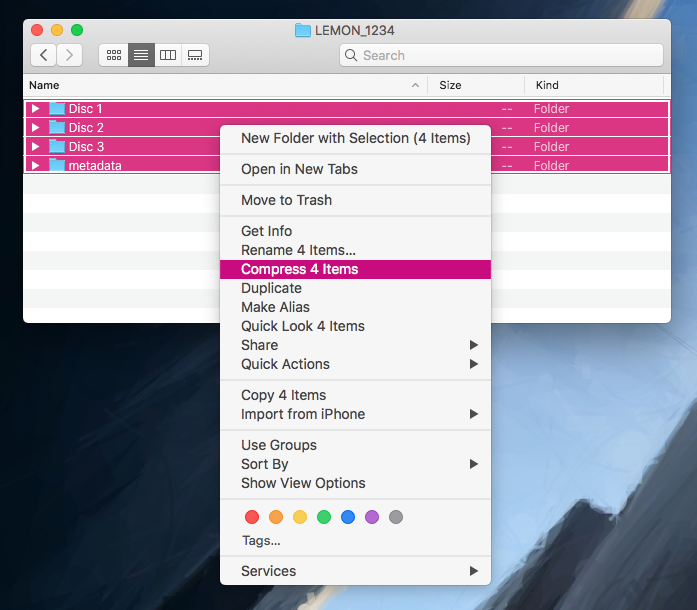 LEMON_1234
Search
Name Size Kind
Disc 1 -- Folder
Disc 2 -- Folder
Disc 3 -- Folder
metadata -- Folder
New Folder with Selection (4 Items)
Open in New Tabs
Move to Trash
Get Info
Rename 4 Items...
Compress 4 Items
Duplicate
Make Alias
Quick Look 4 Items
Share
Quick Actions
Copy 4 Items
Import from iPhone
Use Groups
Sort By
Show View Options
Tags...
Services